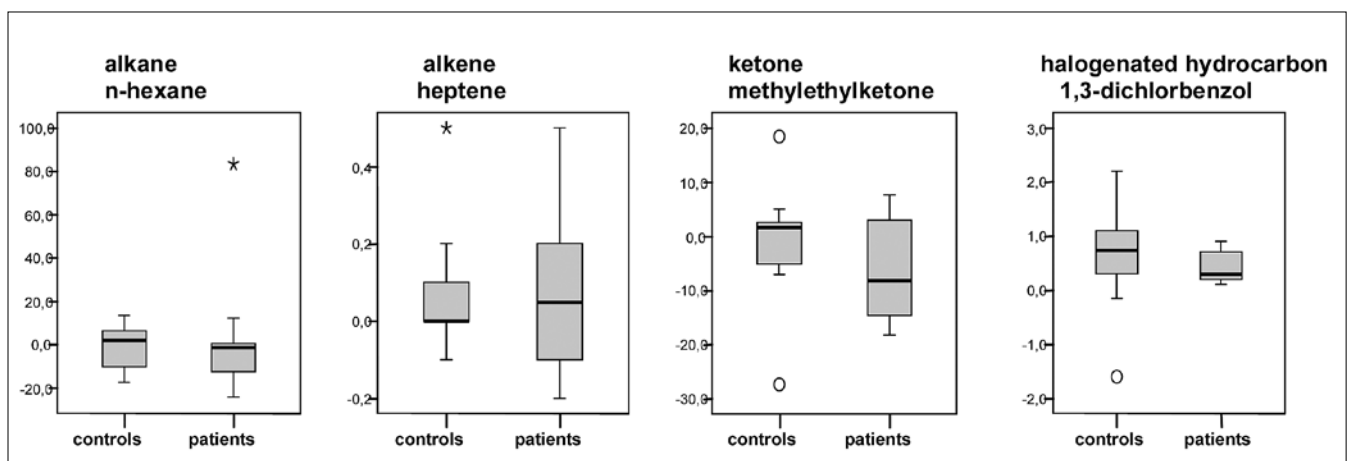 alkane
n-hexane
100,0
80,0
60,0
40,0
20,0
0,0
-20,0
controls patients
alkene
heptene
0,4
0,2
0,0
-0,2
controls patients
ketone
methylethylketone
20,0
10,0
0,0
-10,0
-20,0
-30,0
controls patients
halogenated hydrocarbon
1,3-dichlorbenzol
3,0
2,0
1,0
0,0
-1,0
-2,0
controls patients